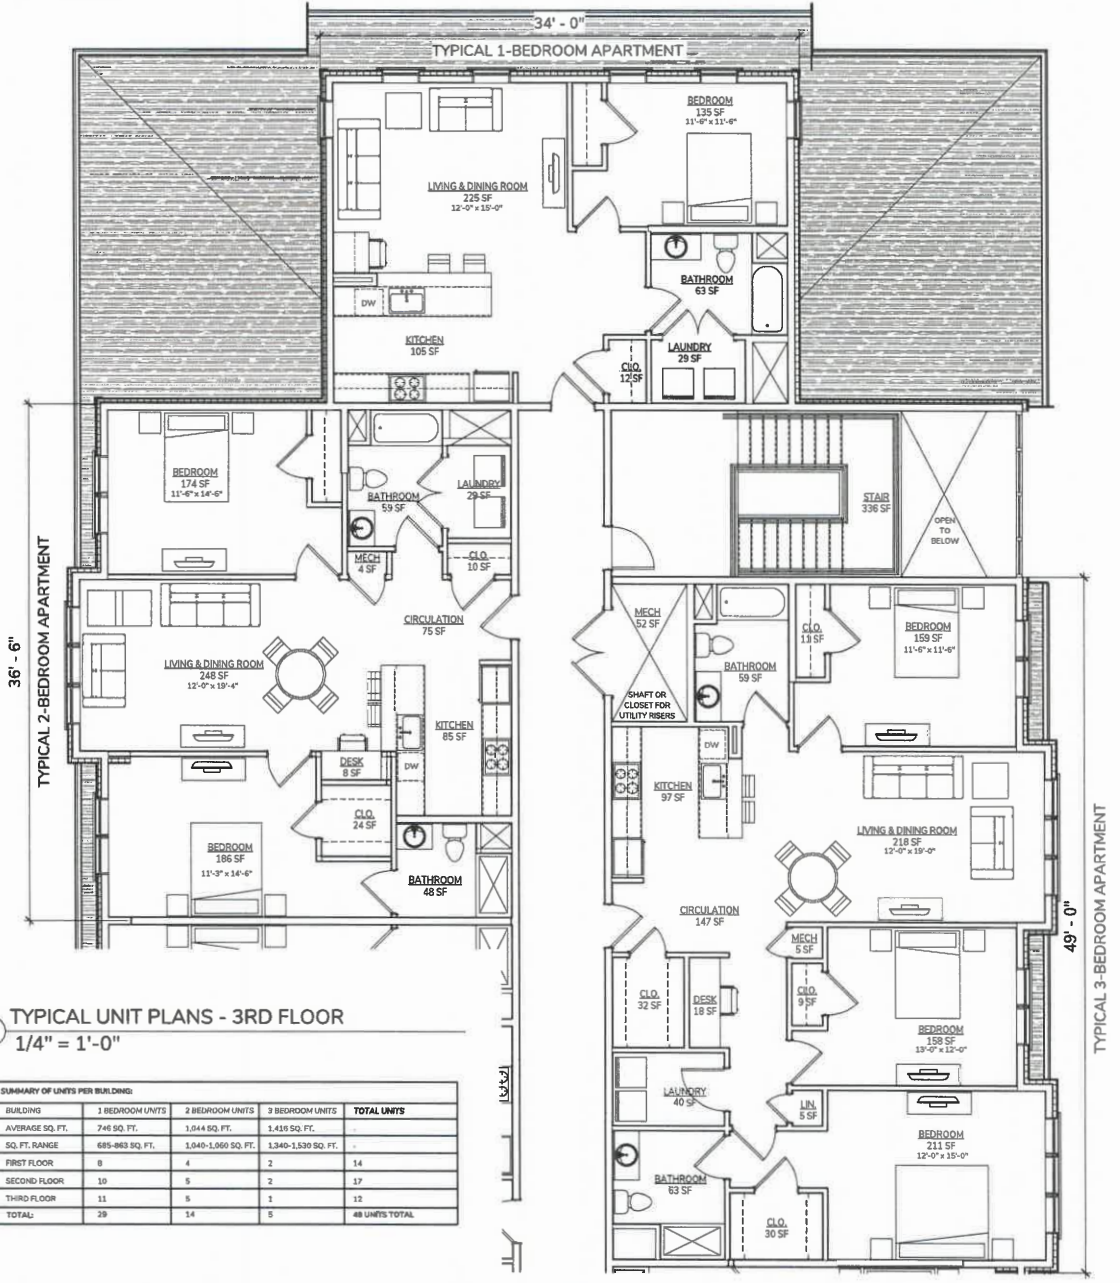 34' - 0"
TYPICAL 1-BEDROOM APARTMENT
BEDROOM
135 SF
11'-6" x 11'-6"
LIVING & DINING ROOM
225 SF
12'-0" x 15'-0"
BATHROOM
63 SF
DW
KITCHEN
105 SF
LAUNDRY
29 SF
CLO.
12 SF
BEDROOM
174 SF
11'-6" x 14'-6"
BATHROOM
59 SF
LAUNDRY
29 SF
MECH
4 SF
CLO.
10 SF
STAIR
336 SF
OPEN
TO
BELOW
TYPICAL 2-BEDROOM APARTMENT
36' - 6"
CIRCULATION
75 SF
LIVING & DINING ROOM
248 SF
12'-0" x 19'-4"
KITCHEN
85 SF
DESK
8 SF
DW
CLO.
24 SF
BEDROOM
186 SF
11'-3" x 14'-6"
BATHROOM
48 SF
MECH
52 SF
SHAFT OR
CLOSET FOR
UTILITY RISERS
BATHROOM
59 SF
CLO.
11 SF
BEDROOM
159 SF
11'-6" x 11'-6"
DW
KITCHEN
97 SF
LIVING & DINING ROOM
218 SF
12'-0" x 19'-0"
CIRCULATION
147 SF
MECH
5 SF
CLO.
32 SF
DESK
18 SF
CLO.
9 SF
BEDROOM
158 SF
13'-0" x 12'-0"
LAUNDRY
40 SF
LIN.
5 SF
BEDROOM
211 SF
12'-0" x 15'-0"
BATHROOM
63 SF
CLO.
30 SF
49' - 0"
TYPICAL 3-BEDROOM APARTMENT
TYPICAL UNIT PLANS - 3RD FLOOR
1/4" = 1'-0"
SUMMARY OF UNITS PER BUILDING:
BUILDING 1 BEDROOM UNITS 2 BEDROOM UNITS 3 BEDROOM UNITS TOTAL UNITS
AVERAGE SQ. FT. 746 SQ. FT. 1,044 SQ. FT. 1,416 SQ. FT. -
SQ. FT. RANGE 685-863 SQ. FT. 1,040-1,060 SQ. FT. 1,340-1,530 SQ. FT. -
FIRST FLOOR 8 4 2 14
SECOND FLOOR 10 5 2 17
THIRD FLOOR 11 5 1 12
TOTAL: 29 14 5 48 UNITS TOTAL